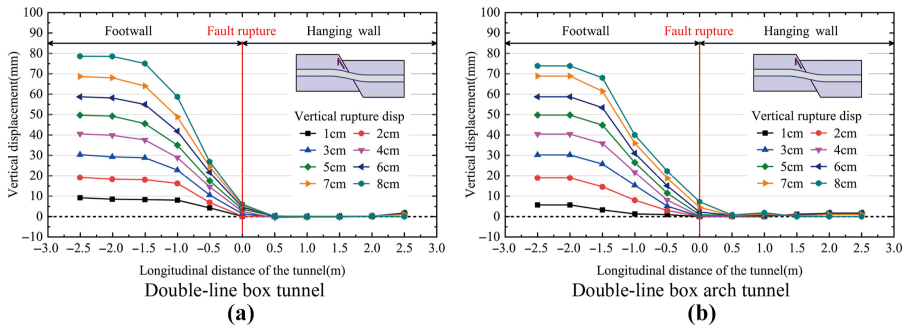 (a)
Vertical displacement(mm)
100
90
80
70
60
50
40
30
20
10
0
−10
Footwall
Fault rupture
Hanging wall
Vertical rupture disp
1cm
2cm
3cm
4cm
5cm
6cm
7cm
8cm
−3.0 −2.5 −2.0 −1.5 −1.0 −0.5 0.0 0.5 1.0 1.5 2.0 2.5 3.0
Longitudinal distance of the tunnel(m)
Double-line box tunnel
(a)
(b)
Vertical displacement(mm)
100
90
80
70
60
50
40
30
20
10
0
−10
Footwall
Fault rupture
Hanging wall
Vertical rupture disp
1cm
2cm
3cm
4cm
5cm
6cm
7cm
8cm
−3.0 −2.5 −2.0 −1.5 −1.0 −0.5 0.0 0.5 1.0 1.5 2.0 2.5 3.0
Longitudinal distance of the tunnel(m)
Double-line box arch tunnel
(b)